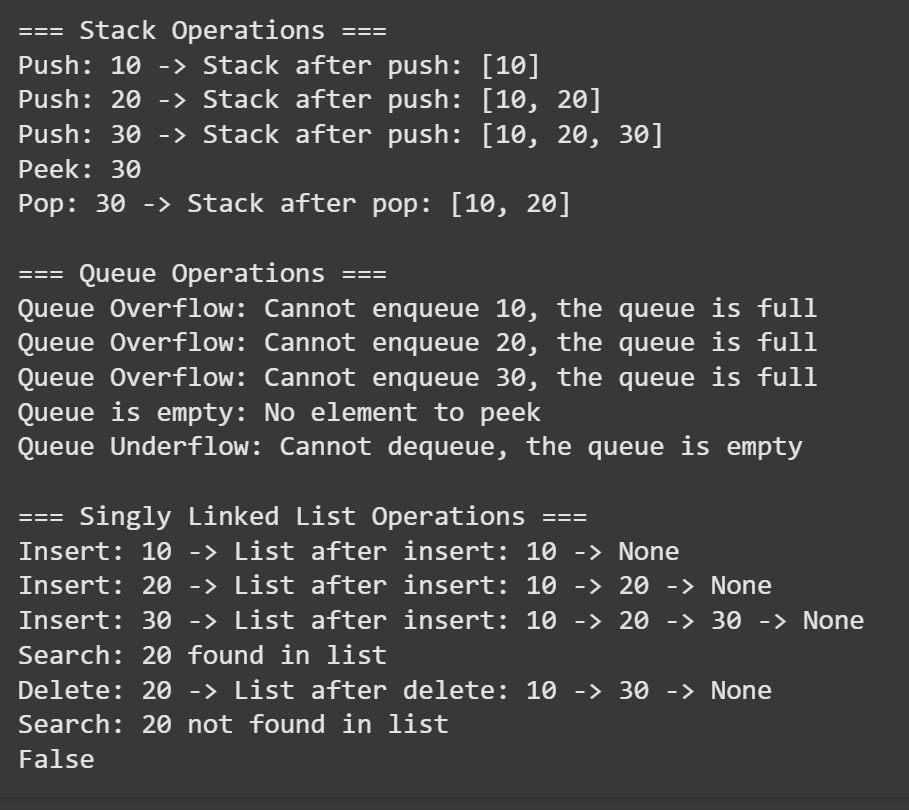 === Stack Operations ===
Push: 10 -> Stack after push: [10]
Push: 20 -> Stack after push: [10, 20]
Push: 30 -> Stack after push: [10, 20, 30]
Peek: 30
Pop: 30 -> Stack after pop: [10, 20]

=== Queue Operations ===
Queue Overflow: Cannot enqueue 10, the queue is full
Queue Overflow: Cannot enqueue 20, the queue is full
Queue Overflow: Cannot enqueue 30, the queue is full
Queue is empty: No element to peek
Queue Underflow: Cannot dequeue, the queue is empty

=== Singly Linked List Operations ===
Insert: 10 -> List after insert: 10 -> None
Insert: 20 -> List after insert: 10 -> 20 -> None
Insert: 30 -> List after insert: 10 -> 20 -> 30 -> None
Search: 20 found in list
Delete: 20 -> List after delete: 10 -> 30 -> None
Search: 20 not found in list
False